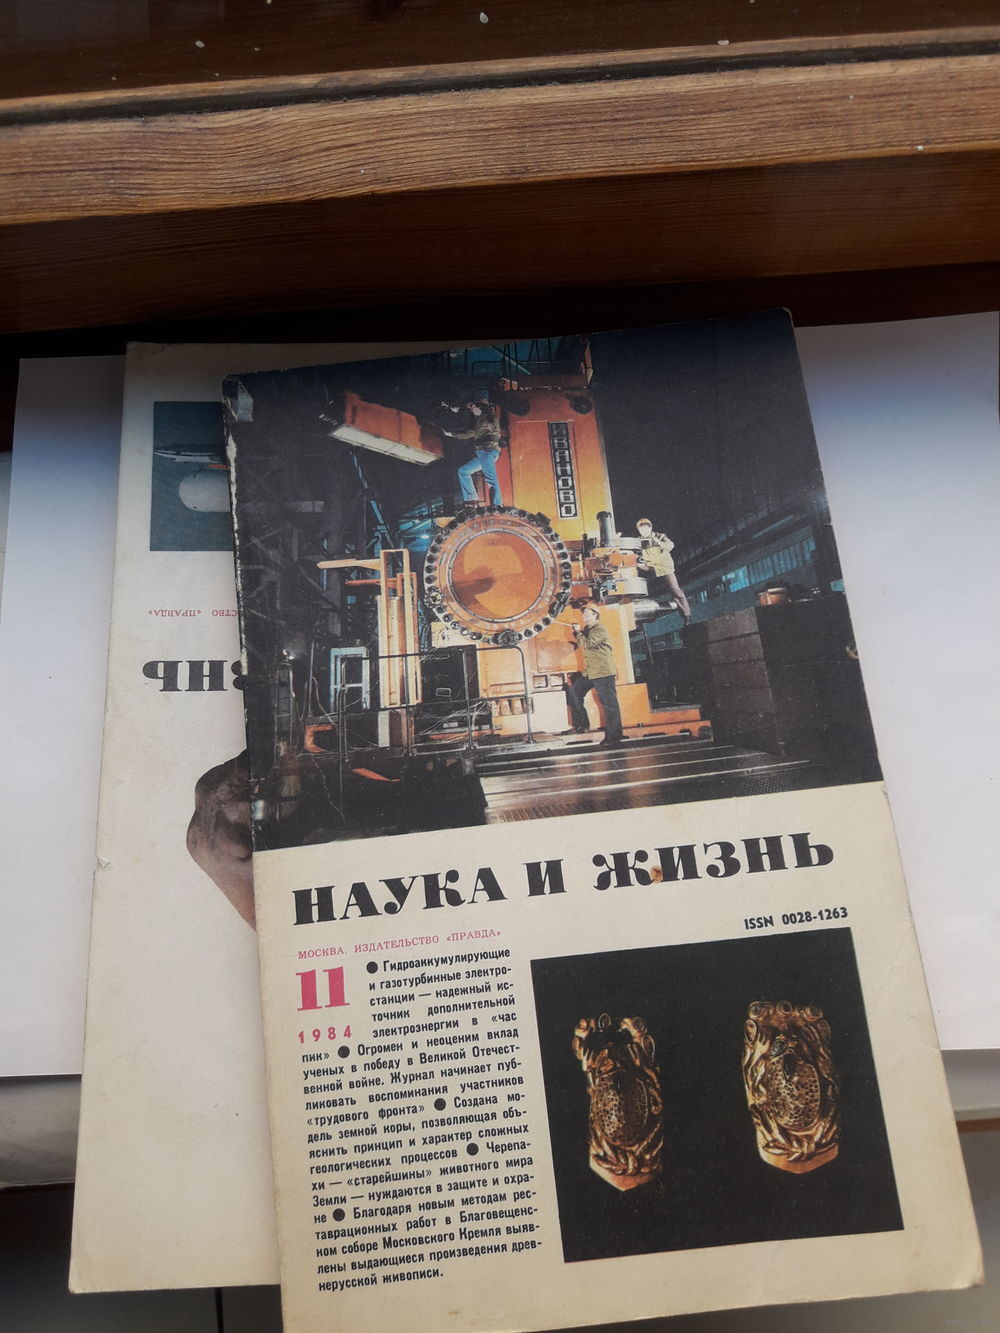 ИВАНОВО
НАУКА И ЖИЗНЬ
ISSN 0028-1263
МОСКВА. ИЗДАТЕЛЬСТВО «ПРАВДА»
11
1984
● Гидроаккумулирующие
и газотурбинные электро-
станции — надежный ис-
точник дополнительной
электроэнергии в «час
пик» ● Огромен и неоценим вклад
ученых в победу в Великой Отечест-
венной войне. Журнал начинает пуб-
ликовать воспоминания участников
«трудового фронта» ● Создана мо-
дель земной коры, позволяющая объ-
яснить принцип и характер сложных
геологических процессов ● Черепа-
хи — «старейшины» животного мира
Земли — нуждаются в защите и охра-
не ● Благодаря новым методам рес-
таврационных работ в Благовещенс-
ком соборе Московского Кремля выяв-
лены выдающиеся произведения древ-
нерусской живописи.
СТВО «ПРАВДА»
ЗНЬ